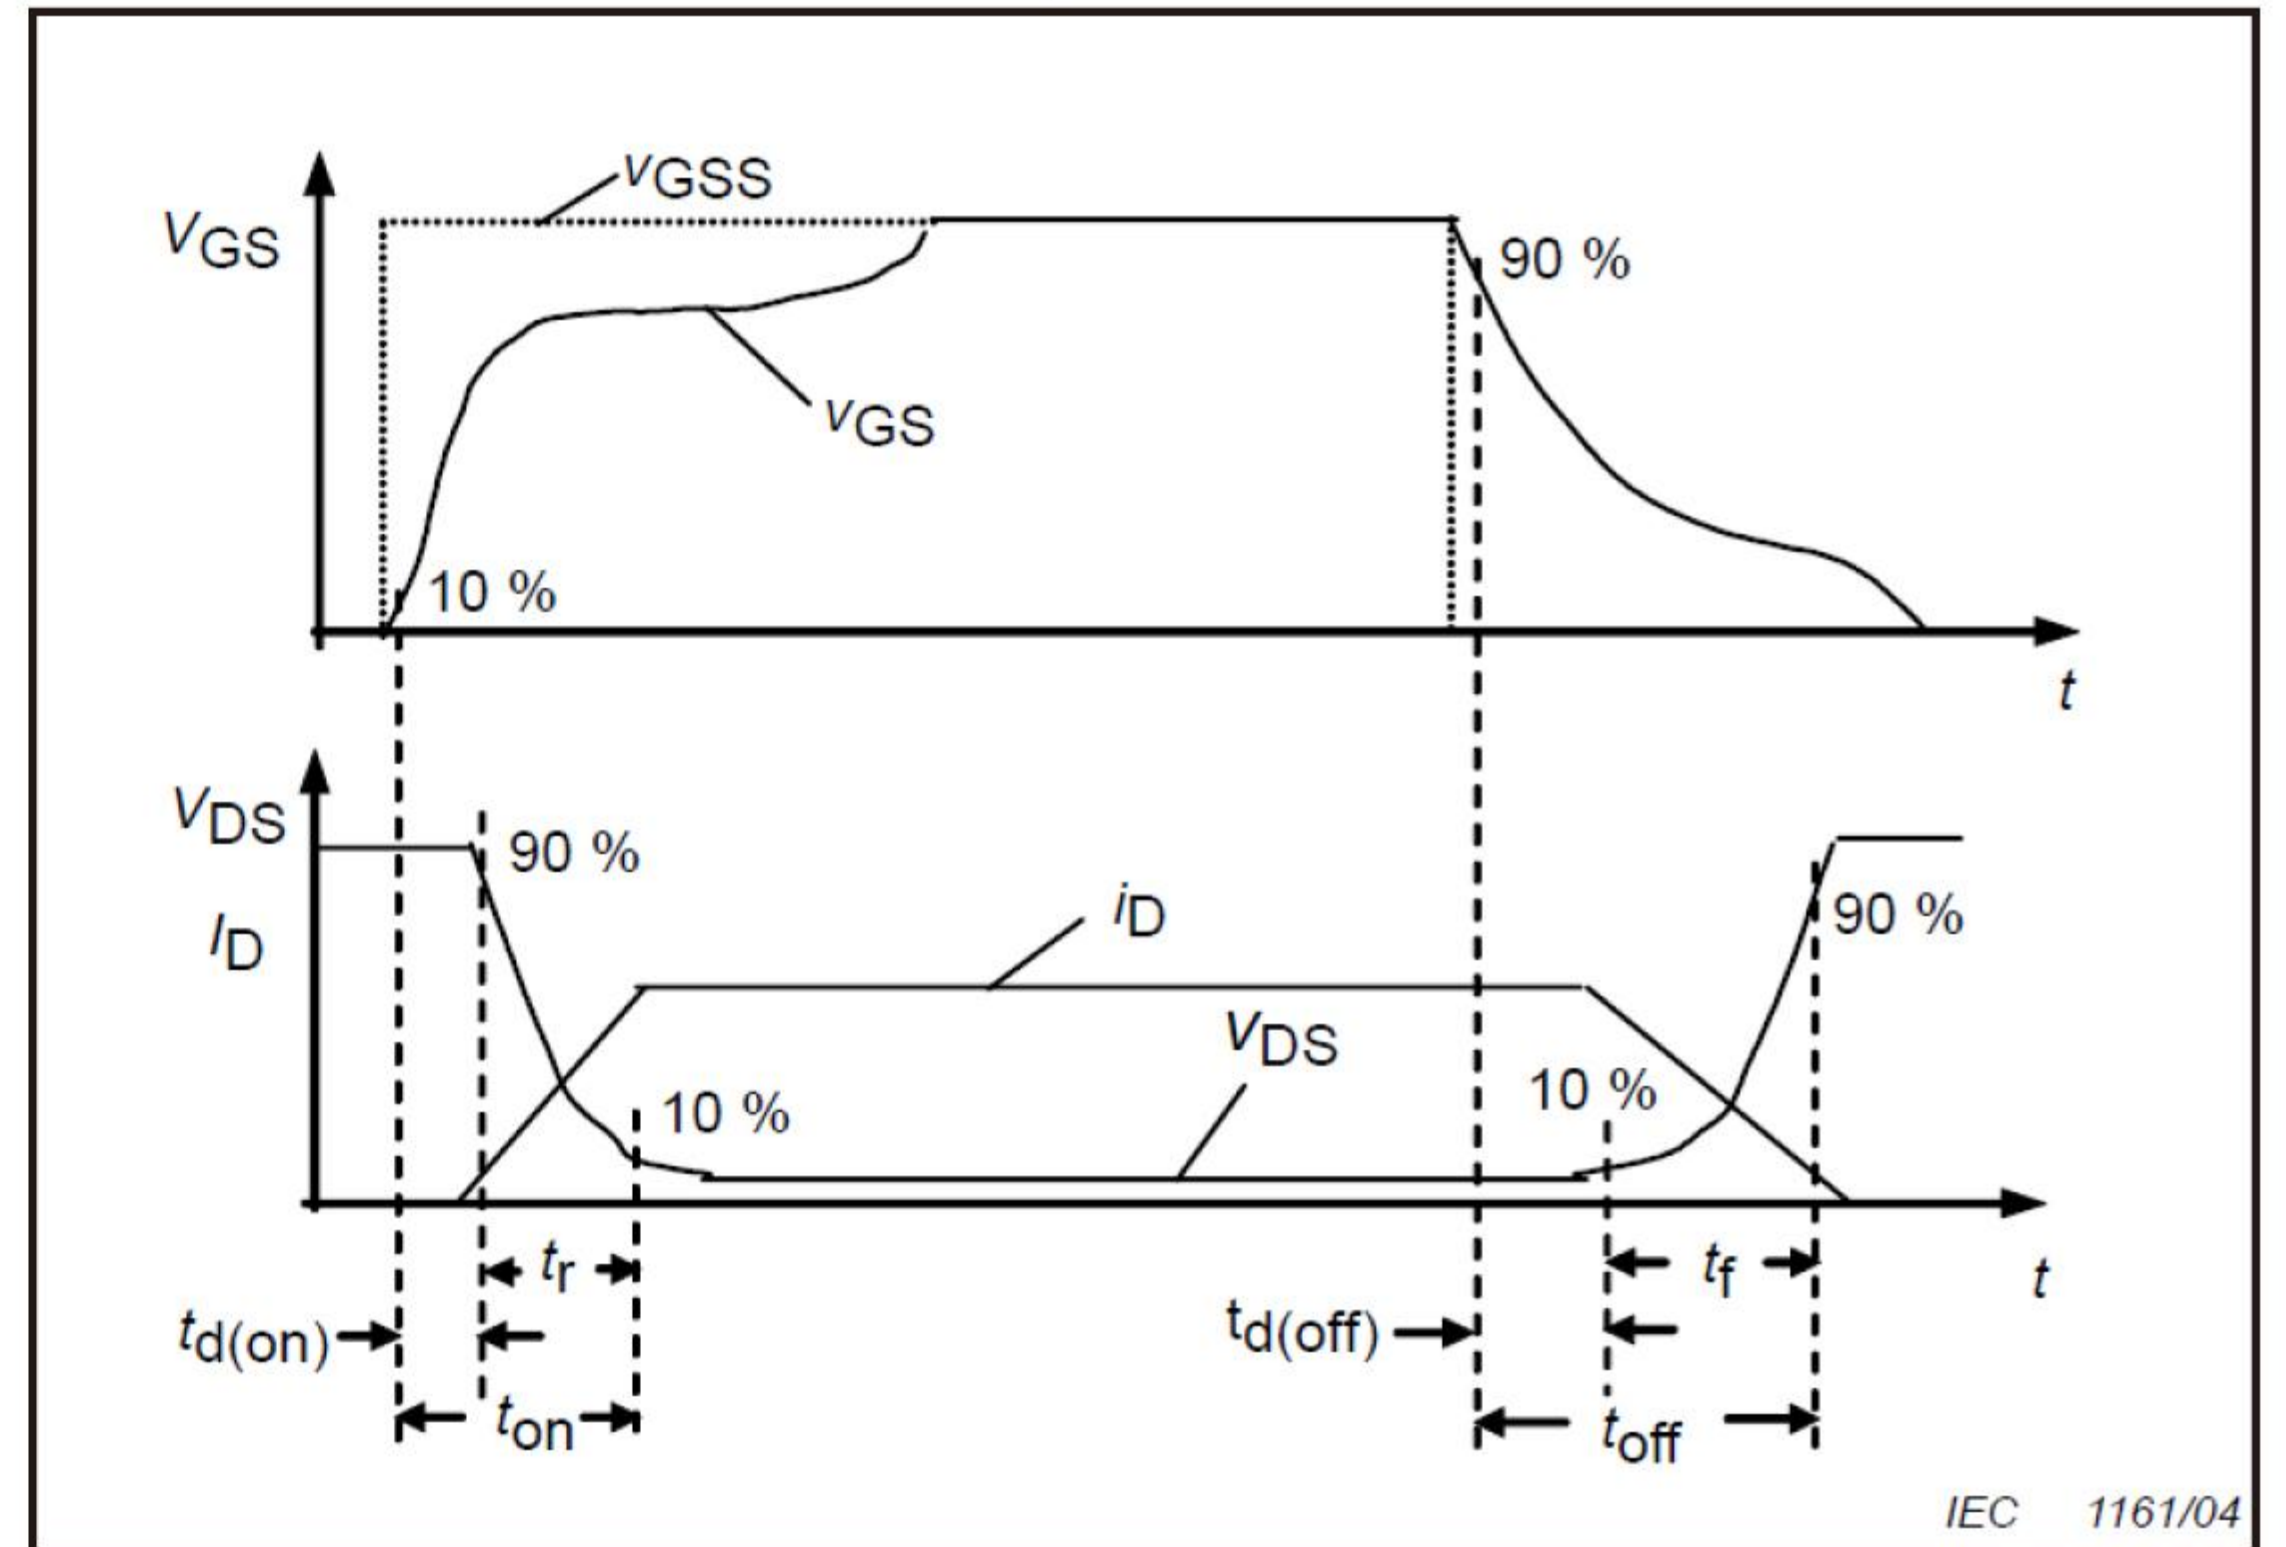 vGSS
VGS
90 %
vGS
10 %
t
VDS
90 %
iD
90 %
ID
VDS
10 %
10 %
tr
tf
t
td(on)
td(off)
ton
toff
IEC 1161/04